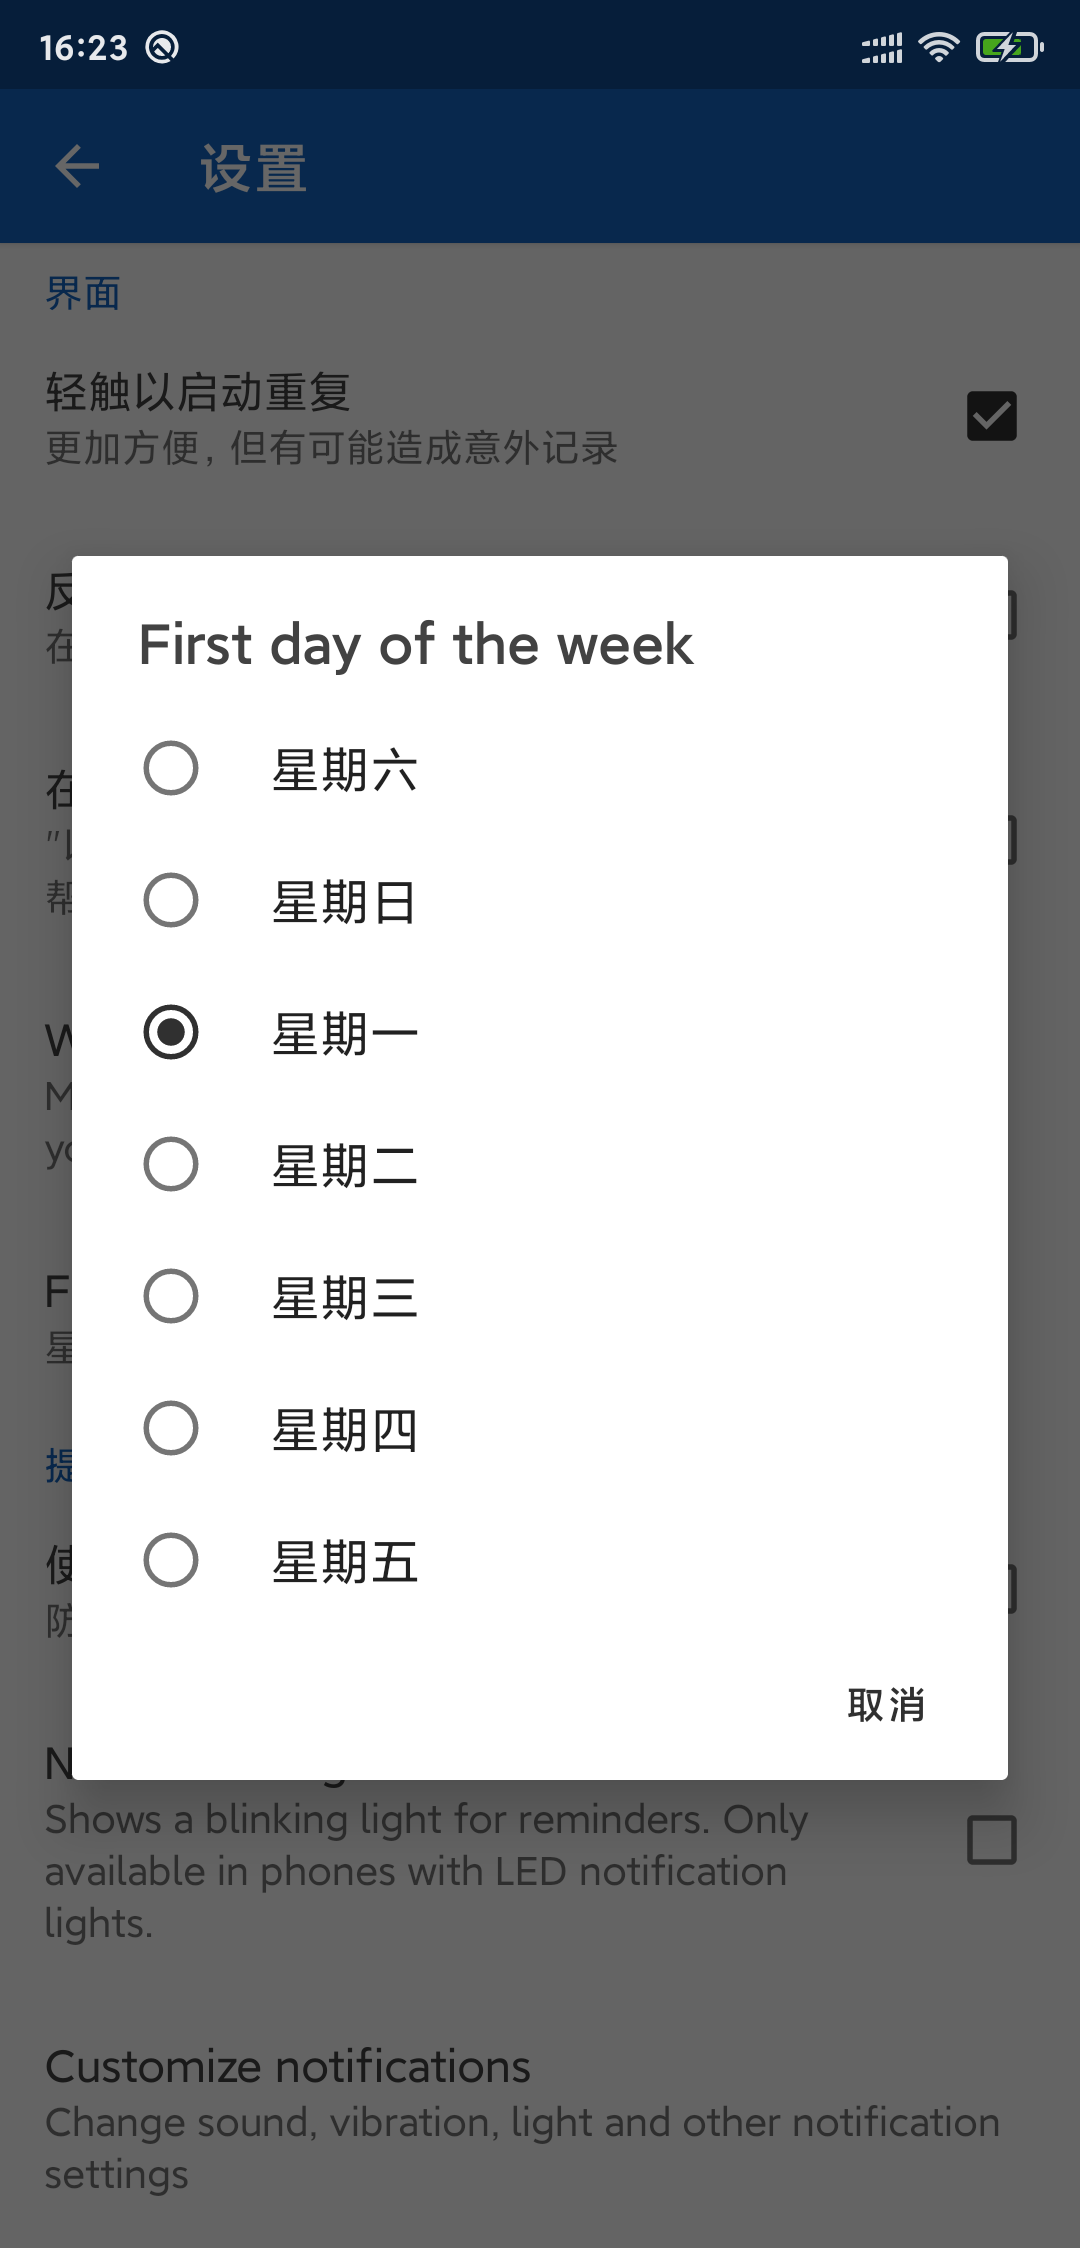 16:23
设置
界面
轻触以启动重复
更加方便，但有可能造成意外记录
反
在
First day of the week
星期六
在
"以
星期日
帮
星期一
W
M
yo
星期二
F
星期三
星
星期四
提
使
星期五
防
取消
N
Shows a blinking light for reminders. Only
available in phones with LED notification
lights.
Customize notifications
Change sound, vibration, light and other notification
settings